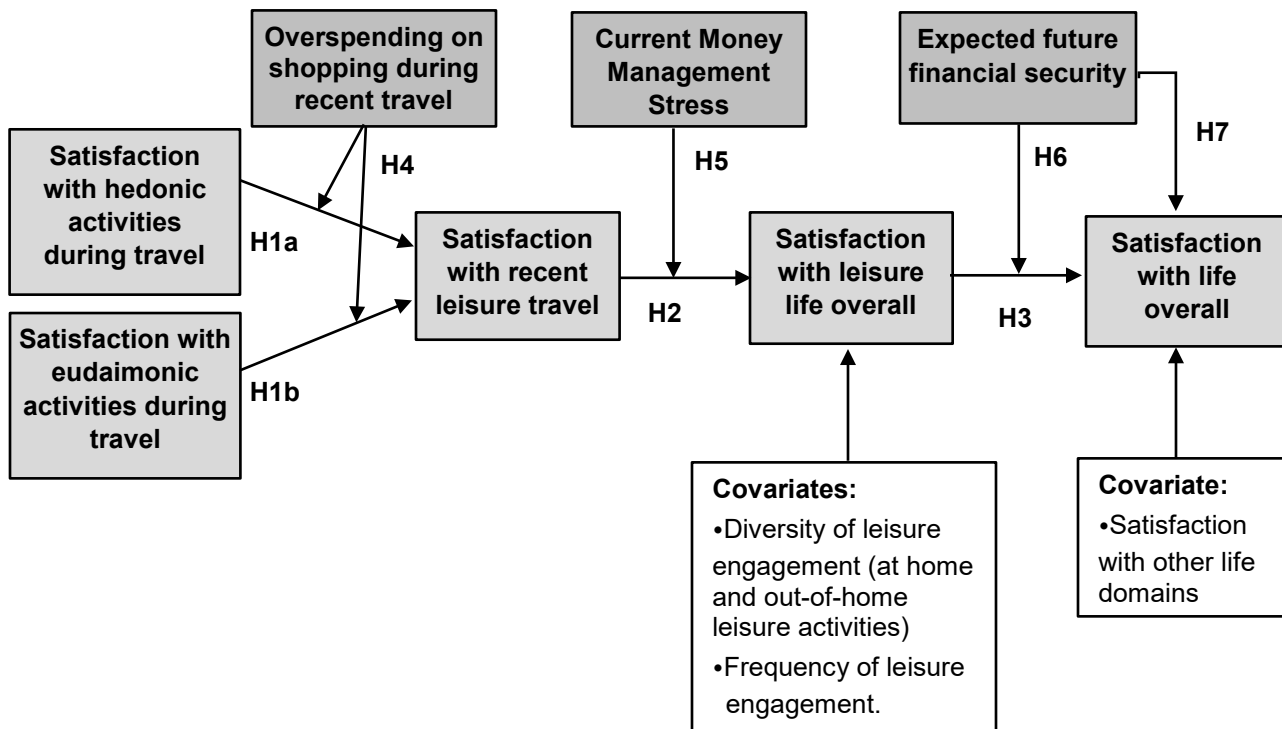 Overspending on
shopping during
recent travel
Current Money
Management
Stress
Expected future
financial security
H4
H5
H6
H7
Satisfaction
with hedonic
activities
during travel
H1a
Satisfaction with
eudaimonic
activities during
travel
H1b
Satisfaction
with recent
leisure travel
H2
Satisfaction
with leisure
life overall
H3
Satisfaction
with life
overall
Covariates:
•Diversity of leisure
engagement (at home
and out-of-home
leisure activities)
•Frequency of leisure
engagement.
Covariate:
•Satisfaction
with other life
domains